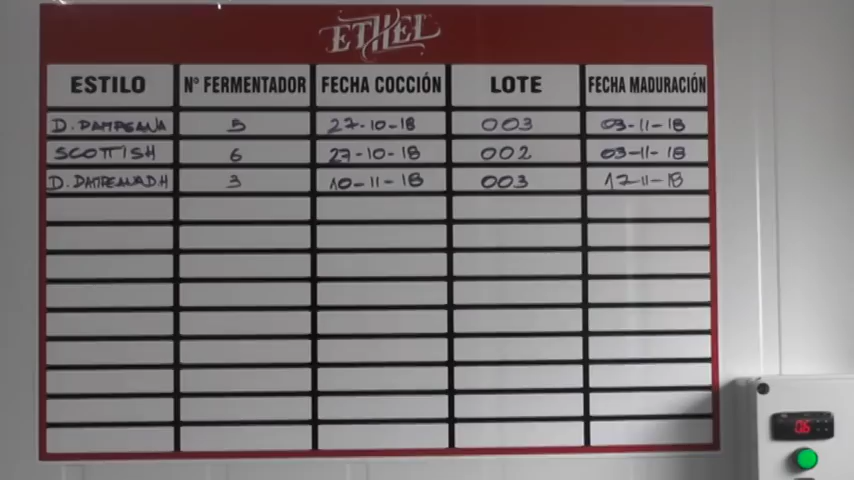 ETHEL
ESTILO N° FERMENTADOR FECHA COCCIÓN LOTE FECHA MADURACIÓN
D. PAMPEANA 5 27-10-18 003 03-11-18
SCOTTISH 6 27-10-18 002 03-11-18
D. PAMPEANA D.H 3 10-11-18 003 17-11-18